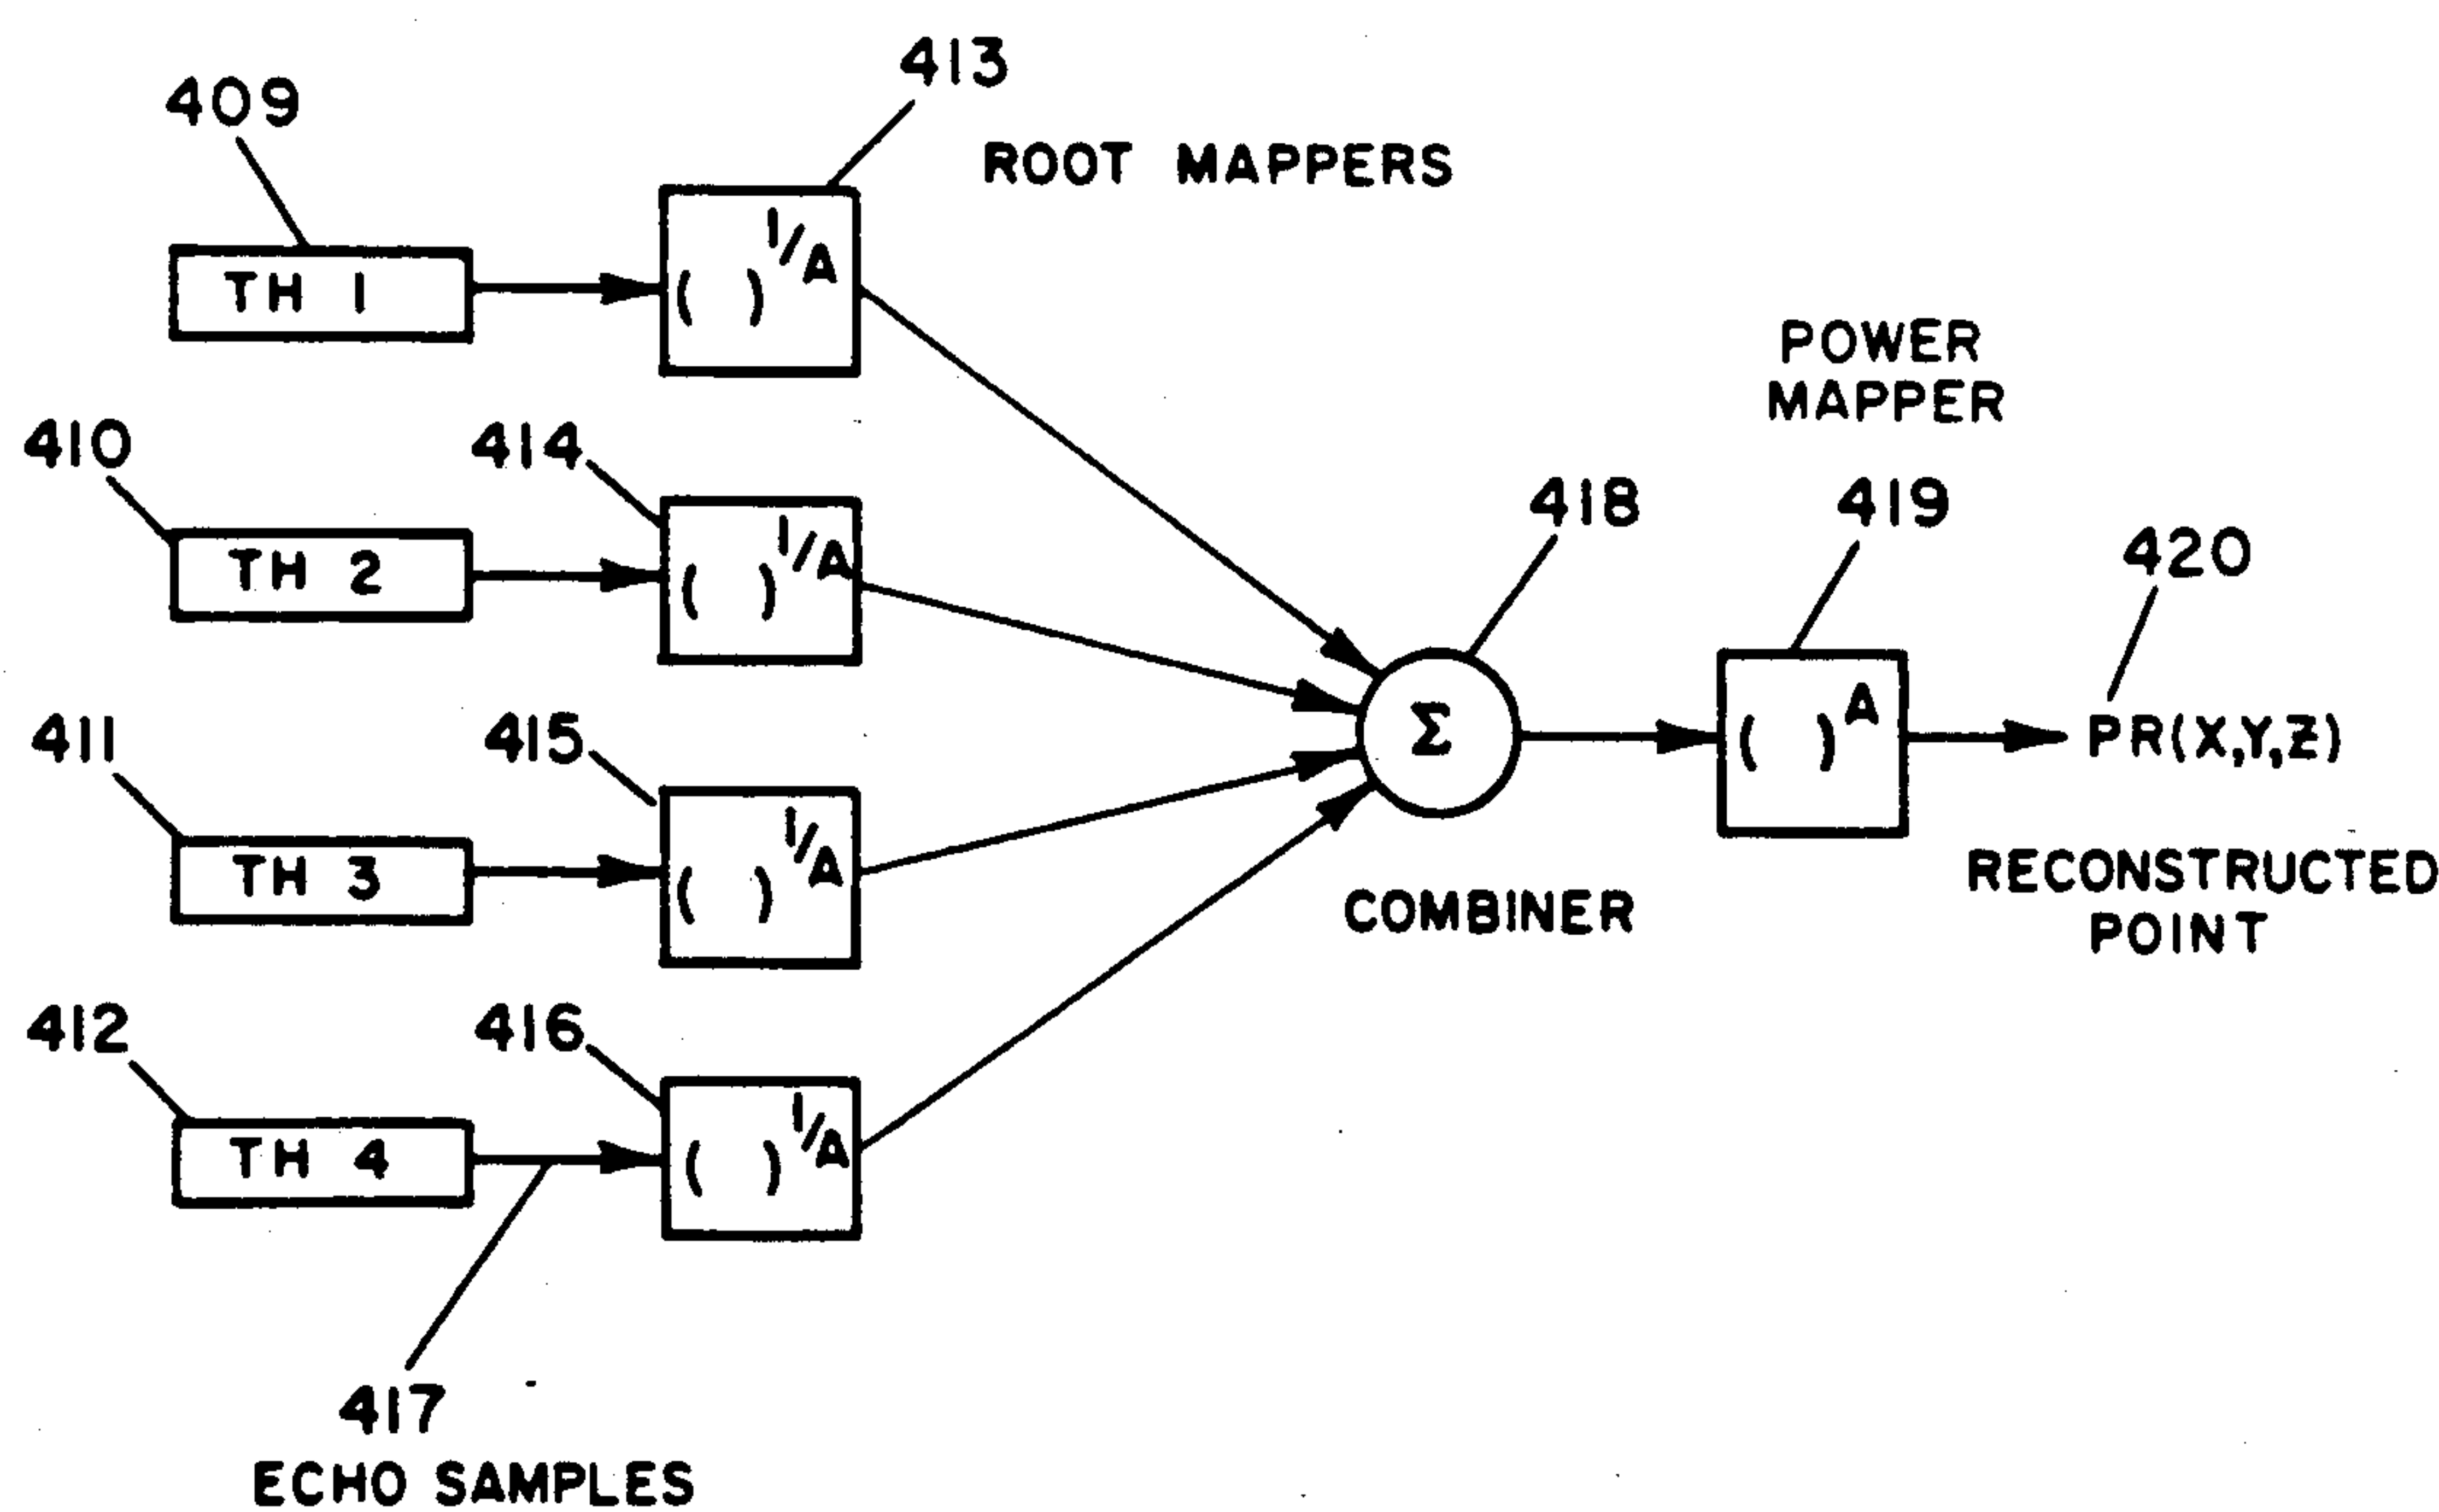 413
409
ROOT MAPPERS
TH 1
( )1/A
POWER
MAPPER
410
414
TH 2
( )1/A
418
419
420
411
415
TH 3
( )1/A
Σ
( )A
PR(X,Y,Z)
COMBINER
RECONSTRUCTED
POINT
412
416
TH 4
( )1/A
417
ECHO SAMPLES